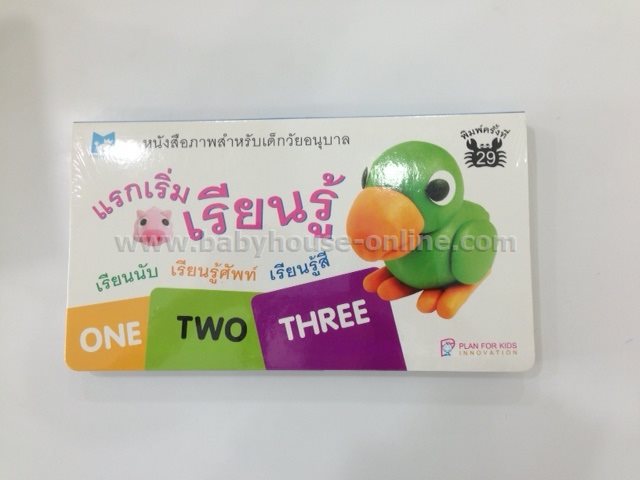 หนังสือภาพสำหรับเด็กวัยอนุบาล
พิมพ์ครั้งที่
29
แรกเริ่ม
เรียนรู้
www.babyhouse-online.com
เรียนนับ เรียนรู้ศัพท์ เรียนรู้สี
ONE TWO THREE
PLAN FOR KIDS
INNOVATION